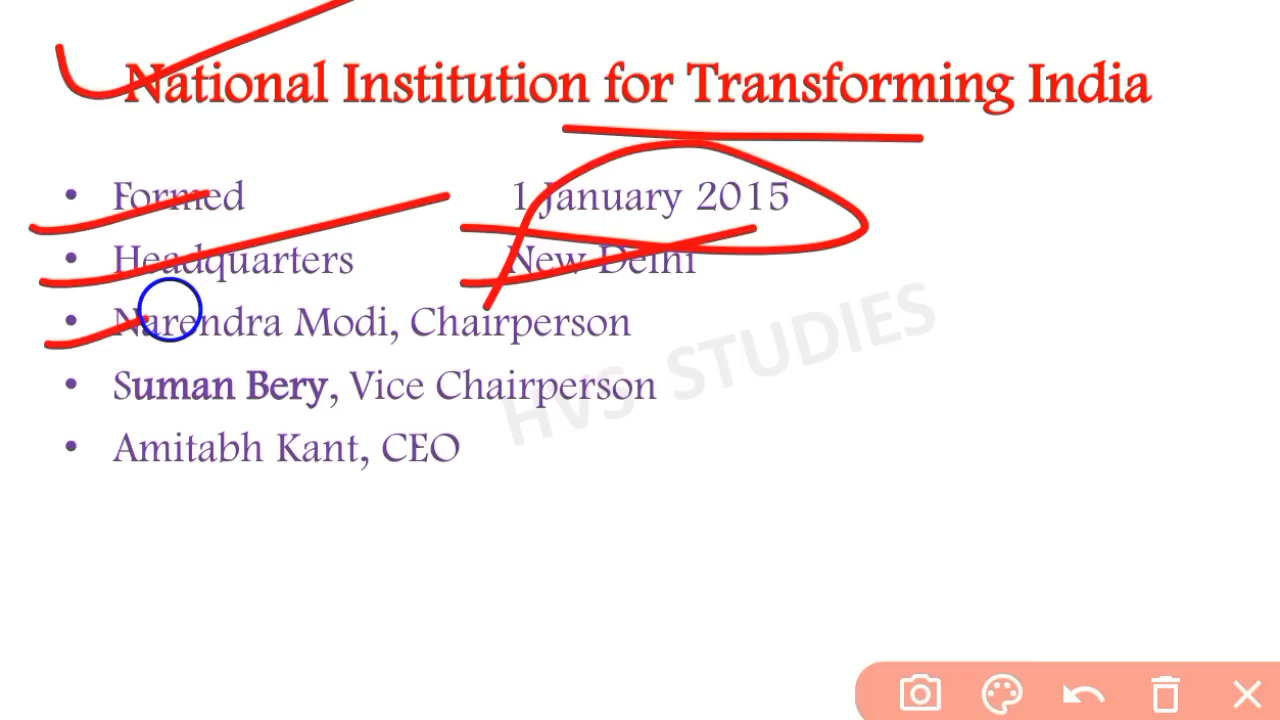 National Institution for Transforming India
• Formed 1 January 2015
• Headquarters New Delhi
• Narendra Modi, Chairperson
• Suman Bery, Vice Chairperson
• Amitabh Kant, CEO
HVS STUDIES